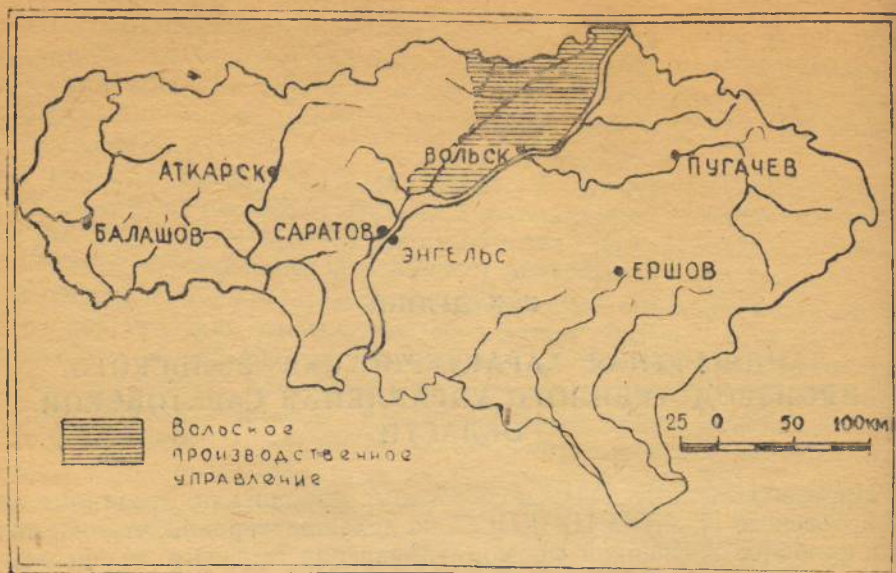 ВОЛЬСК
ПУГАЧЕВ
АТКАРСК
БАЛАШОВ
САРАТОВ
ЭНГЕЛЬС
ЕРШОВ
25 0 50 100КМ
Вольское
ПРОИЗВОДСТВЕННОЕ
УПРАВЛЕНИЕ